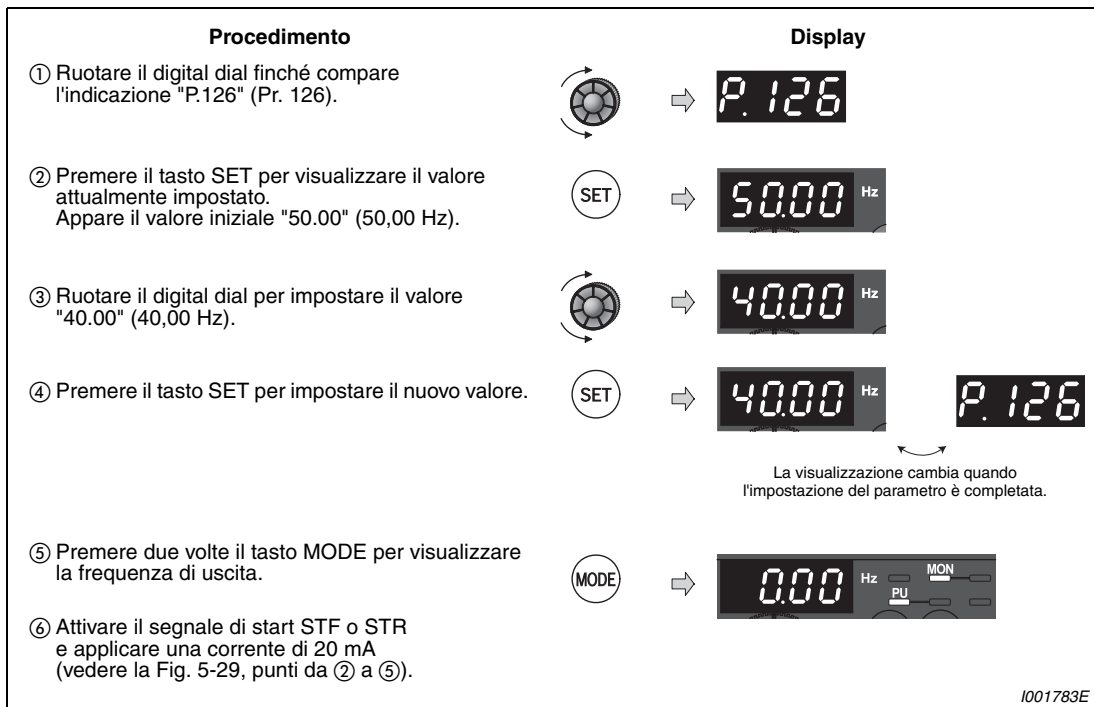 Procedimento
Display
① Ruotare il digital dial finché compare
l'indicazione "P.126" (Pr. 126).
P. 126
② Premere il tasto SET per visualizzare il valore
attualmente impostato.
Appare il valore iniziale "50.00" (50,00 Hz).
SET
50.00 Hz
③ Ruotare il digital dial per impostare il valore
"40.00" (40,00 Hz).
40.00 Hz
④ Premere il tasto SET per impostare il nuovo valore.
SET
40.00 Hz
P. 126
La visualizzazione cambia quando
l'impostazione del parametro è completata.
⑤ Premere due volte il tasto MODE per visualizzare
la frequenza di uscita.
MODE
0.00 Hz
MON
PU
⑥ Attivare il segnale di start STF o STR
e applicare una corrente di 20 mA
(vedere la Fig. 5-29, punti da ② a ⑤).
I001783E